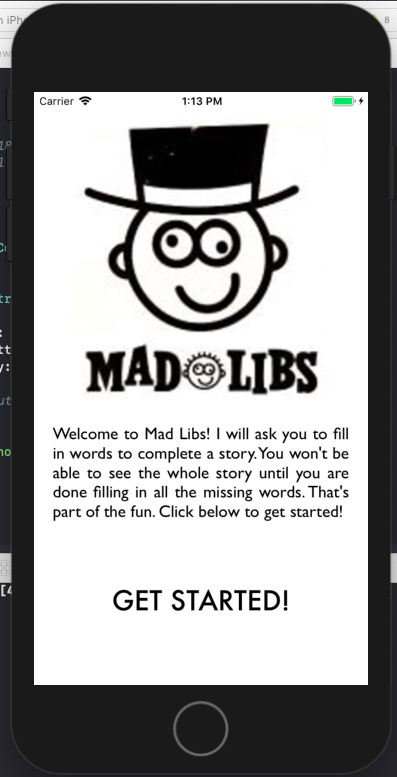 Carrier 1:13 PM
8
MAD LIBS
Welcome to Mad Libs! I will ask you to fill
in words to complete a story. You won't be
able to see the whole story until you are
done filling in all the missing words. That's
part of the fun. Click below to get started!
GET STARTED!